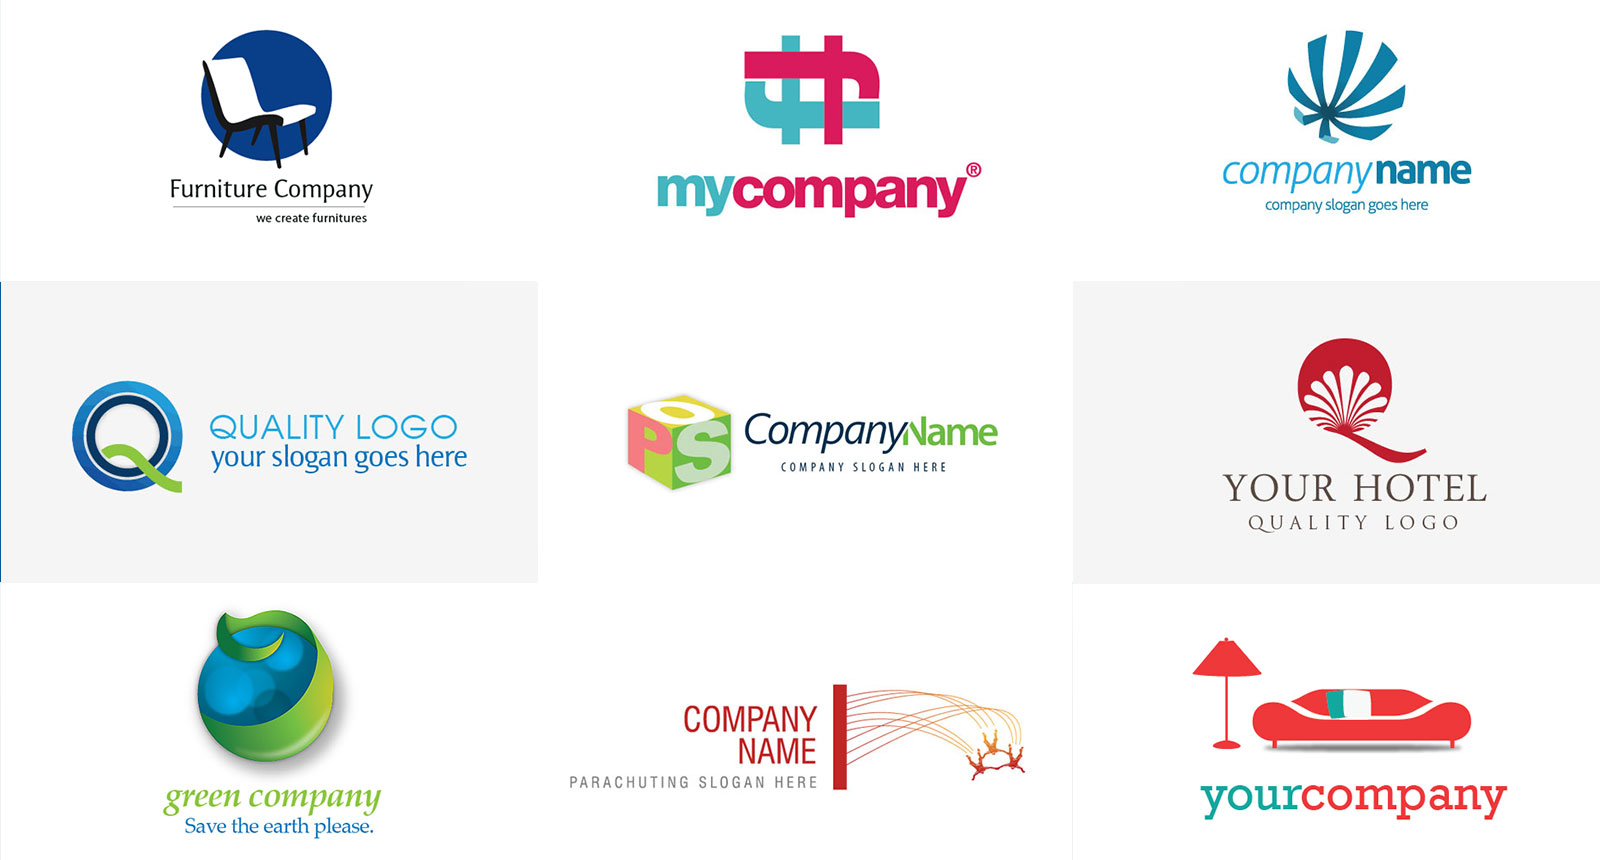 Furniture Company
we create furnitures
mycompany®
companyname
company slogan goes here
QUALITY LOGO
your slogan goes here
O
P S
CompanyName
COMPANY SLOGAN HERE
YOUR HOTEL
QUALITY LOGO
green company
Save the earth please.
COMPANY
NAME
PARACHUTING SLOGAN HERE
yourcompany